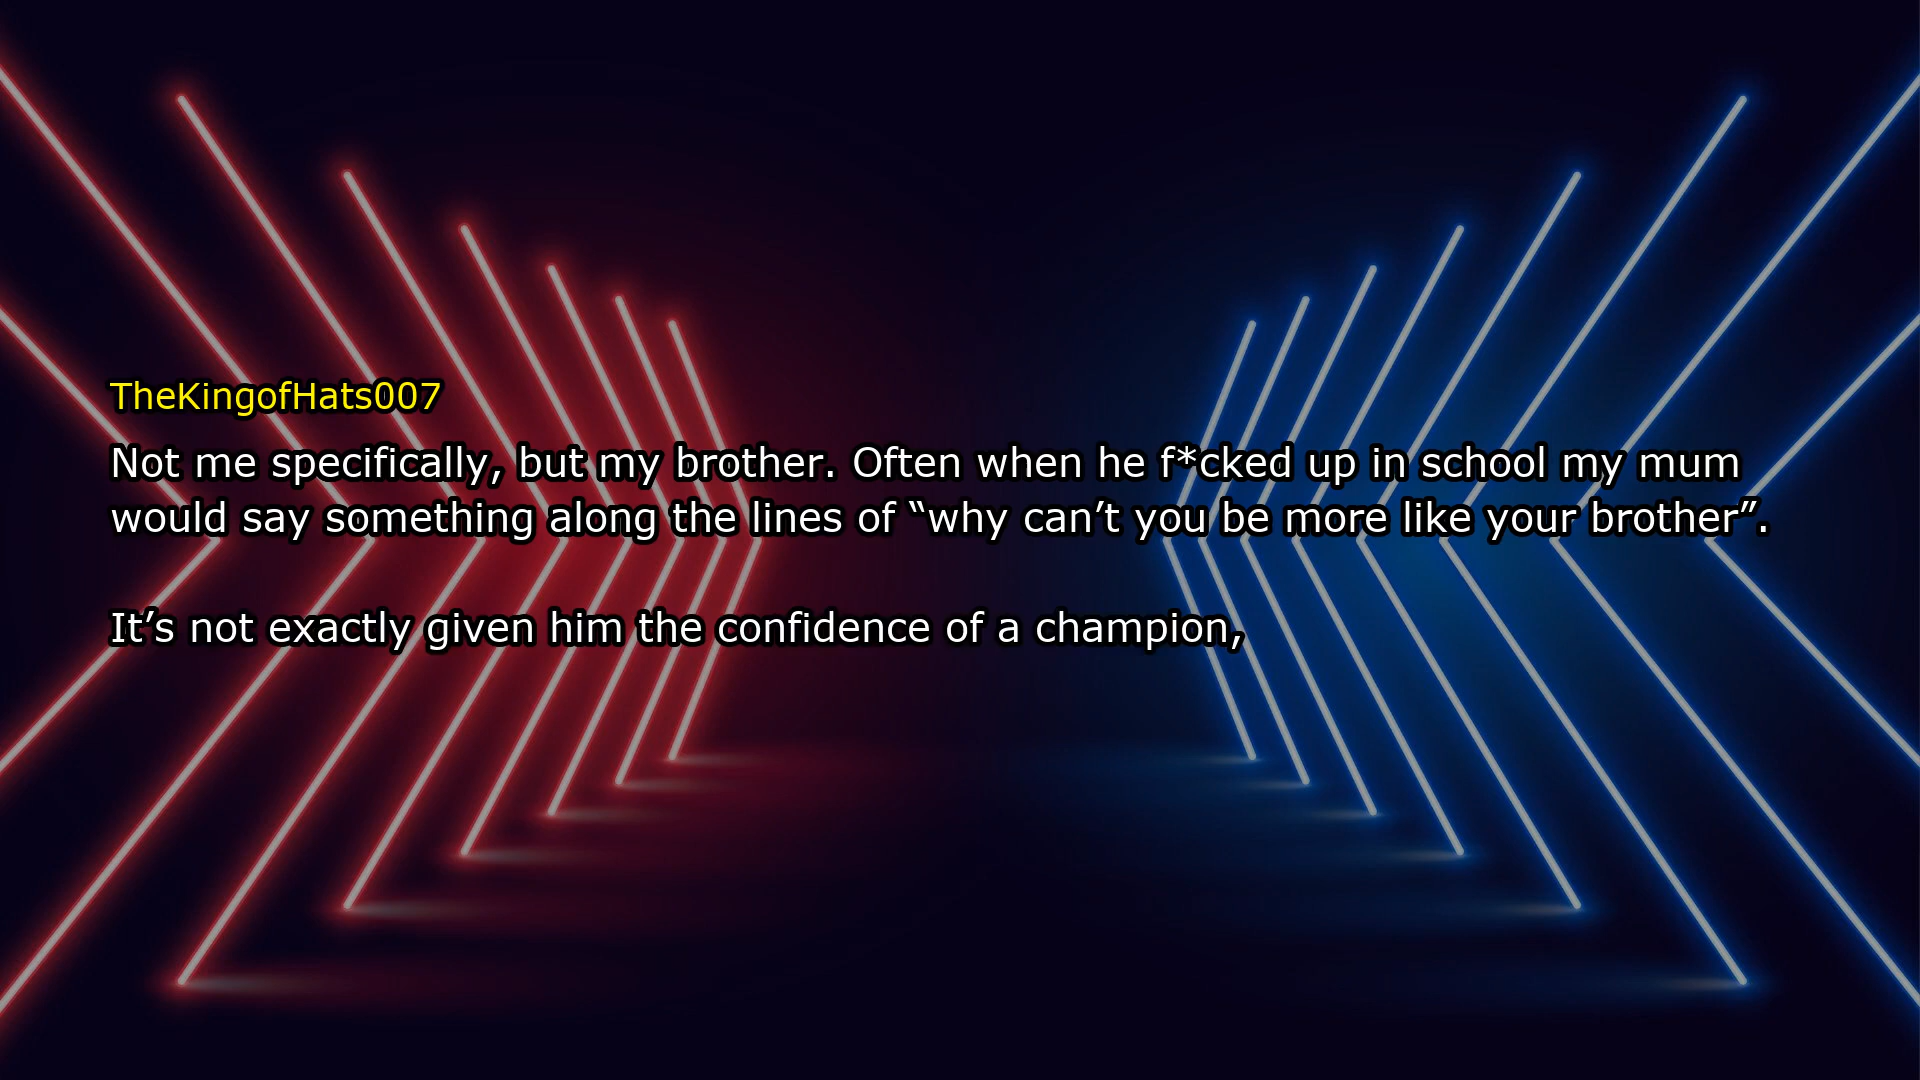 TheKingofHats007
Not me specifically, but my brother. Often when he f*cked up in school my mum
would say something along the lines of “why can’t you be more like your brother”.
It’s not exactly given him the confidence of a champion,